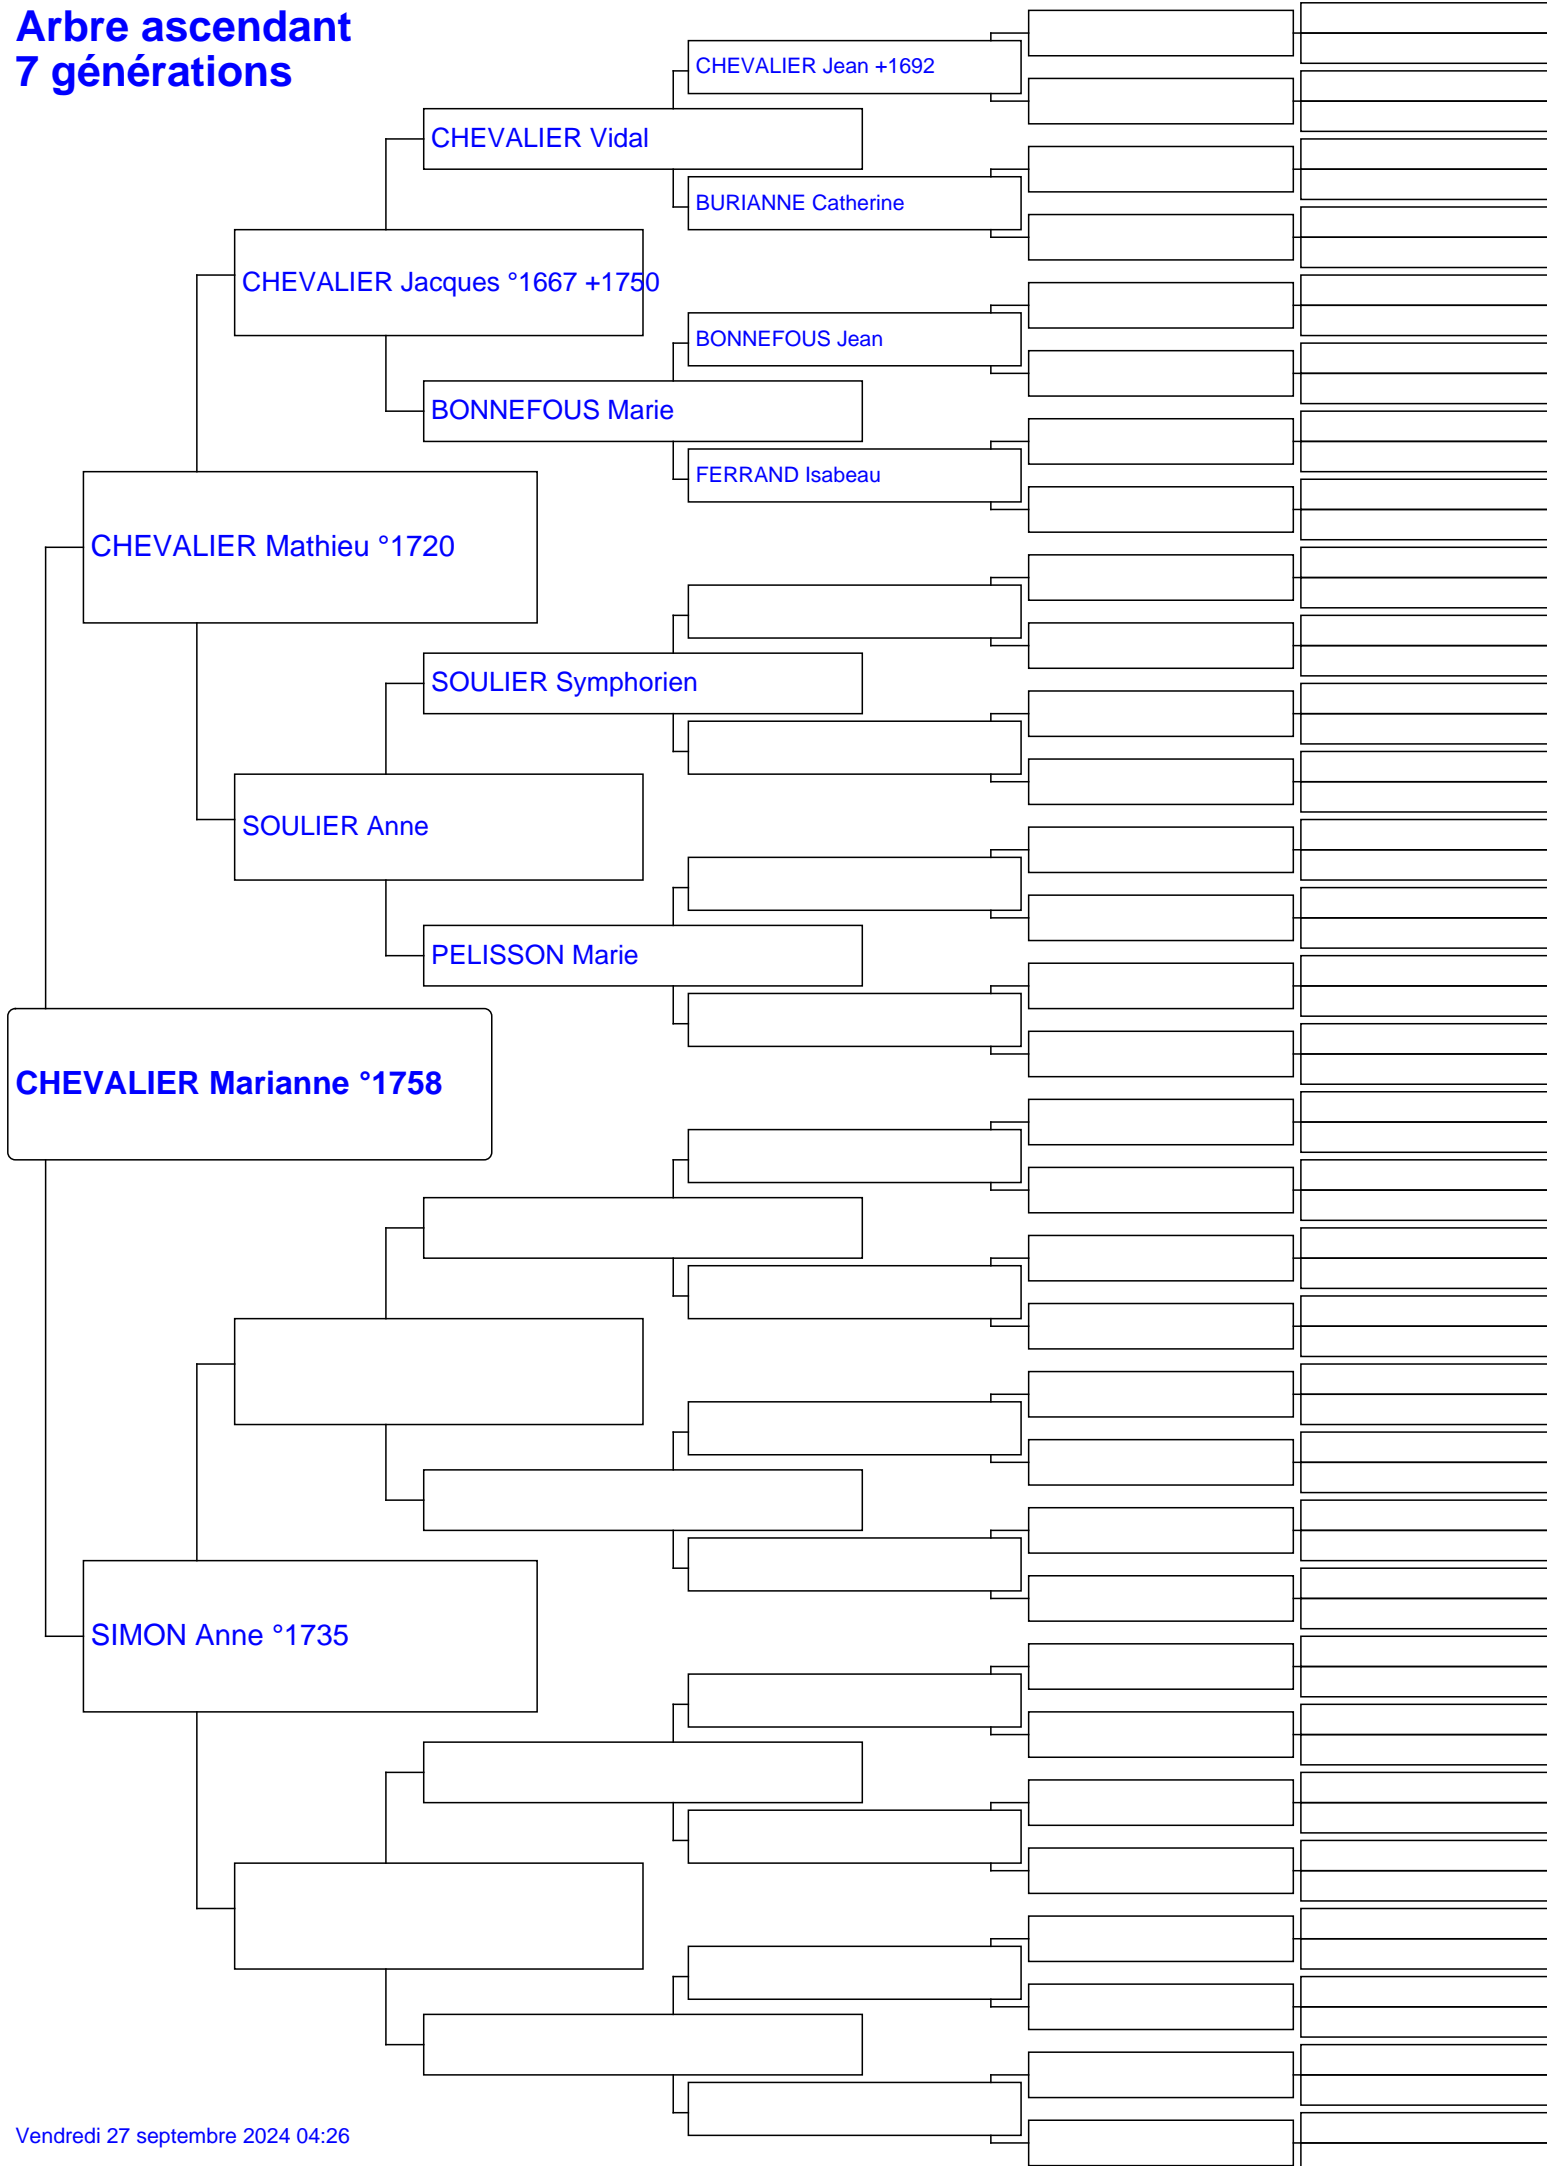 Arbre ascendant
7 générations
CHEVALIER Jean +1692
CHEVALIER Vidal
BURIANNE Catherine
CHEVALIER Jacques °1667 +1750
BONNEFOUS Jean
BONNEFOUS Marie
FERRAND Isabeau
CHEVALIER Mathieu °1720
SOULIER Symphorien
SOULIER Anne
PELISSON Marie
CHEVALIER Marianne °1758
SIMON Anne °1735
Vendredi 27 septembre 2024 04:26